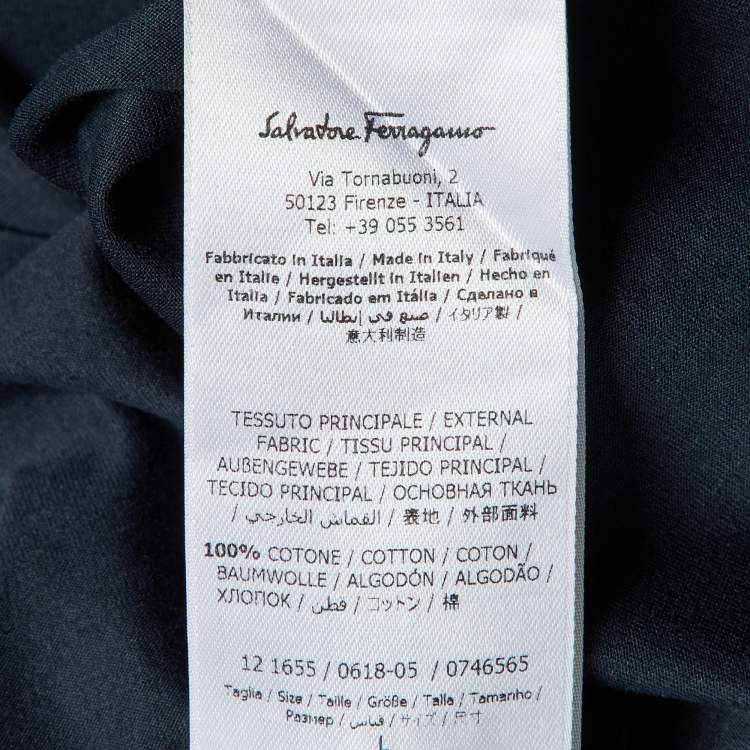 Salvatore Ferragamo
Via Tornabuoni, 2
50123 Firenze - ITALIA
Tel: +39 055 3561
Fabbricato in Italia / Made in Italy / Fabriqué
en Italie / Hergestellt in Italien / Hecho en
Italia / Fabricado em Itália / Сделано в
Италии / صنع في إيطاليا / イタリア製 /
意大利制造
TESSUTO PRINCIPALE / EXTERNAL
FABRIC / TISSU PRINCIPAL /
AUßENGEWEBE / TEJIDO PRINCIPAL /
TECIDO PRINCIPAL / ОСНОВНАЯ ТКАНЬ
/ القماش الخارجي / 表地 / 外部面料
100% COTONE / COTTON / COTON /
BAUMWOLLE / ALGODÓN / ALGODÃO /
ХЛОПОК / قطن / コットン / 棉
12 1655 / 0618-05 / 0746565
Taglia / Size / Taille / Größe / Talla / Tamanho /
Размер / قياس / サイズ / 尺寸
L